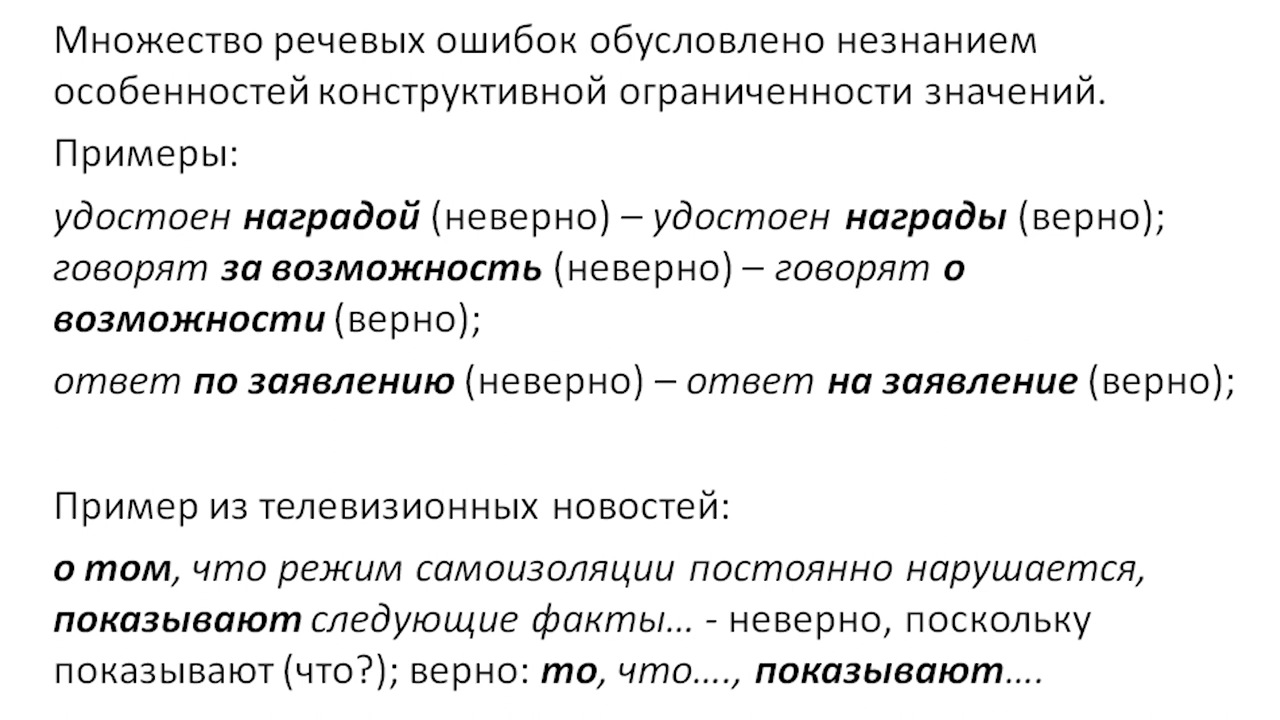 Множество речевых ошибок обусловлено незнанием
особенностей конструктивной ограниченности значений.
Примеры:
удостоен наградой (неверно) – удостоен награды (верно);
говорят за возможность (неверно) – говорят о
возможности (верно);
ответ по заявлению (неверно) – ответ на заявление (верно);
Пример из телевизионных новостей:
о том, что режим самоизоляции постоянно нарушается,
показывают следующие факты... - неверно, поскольку
показывают (что?); верно: то, что...., показывают....